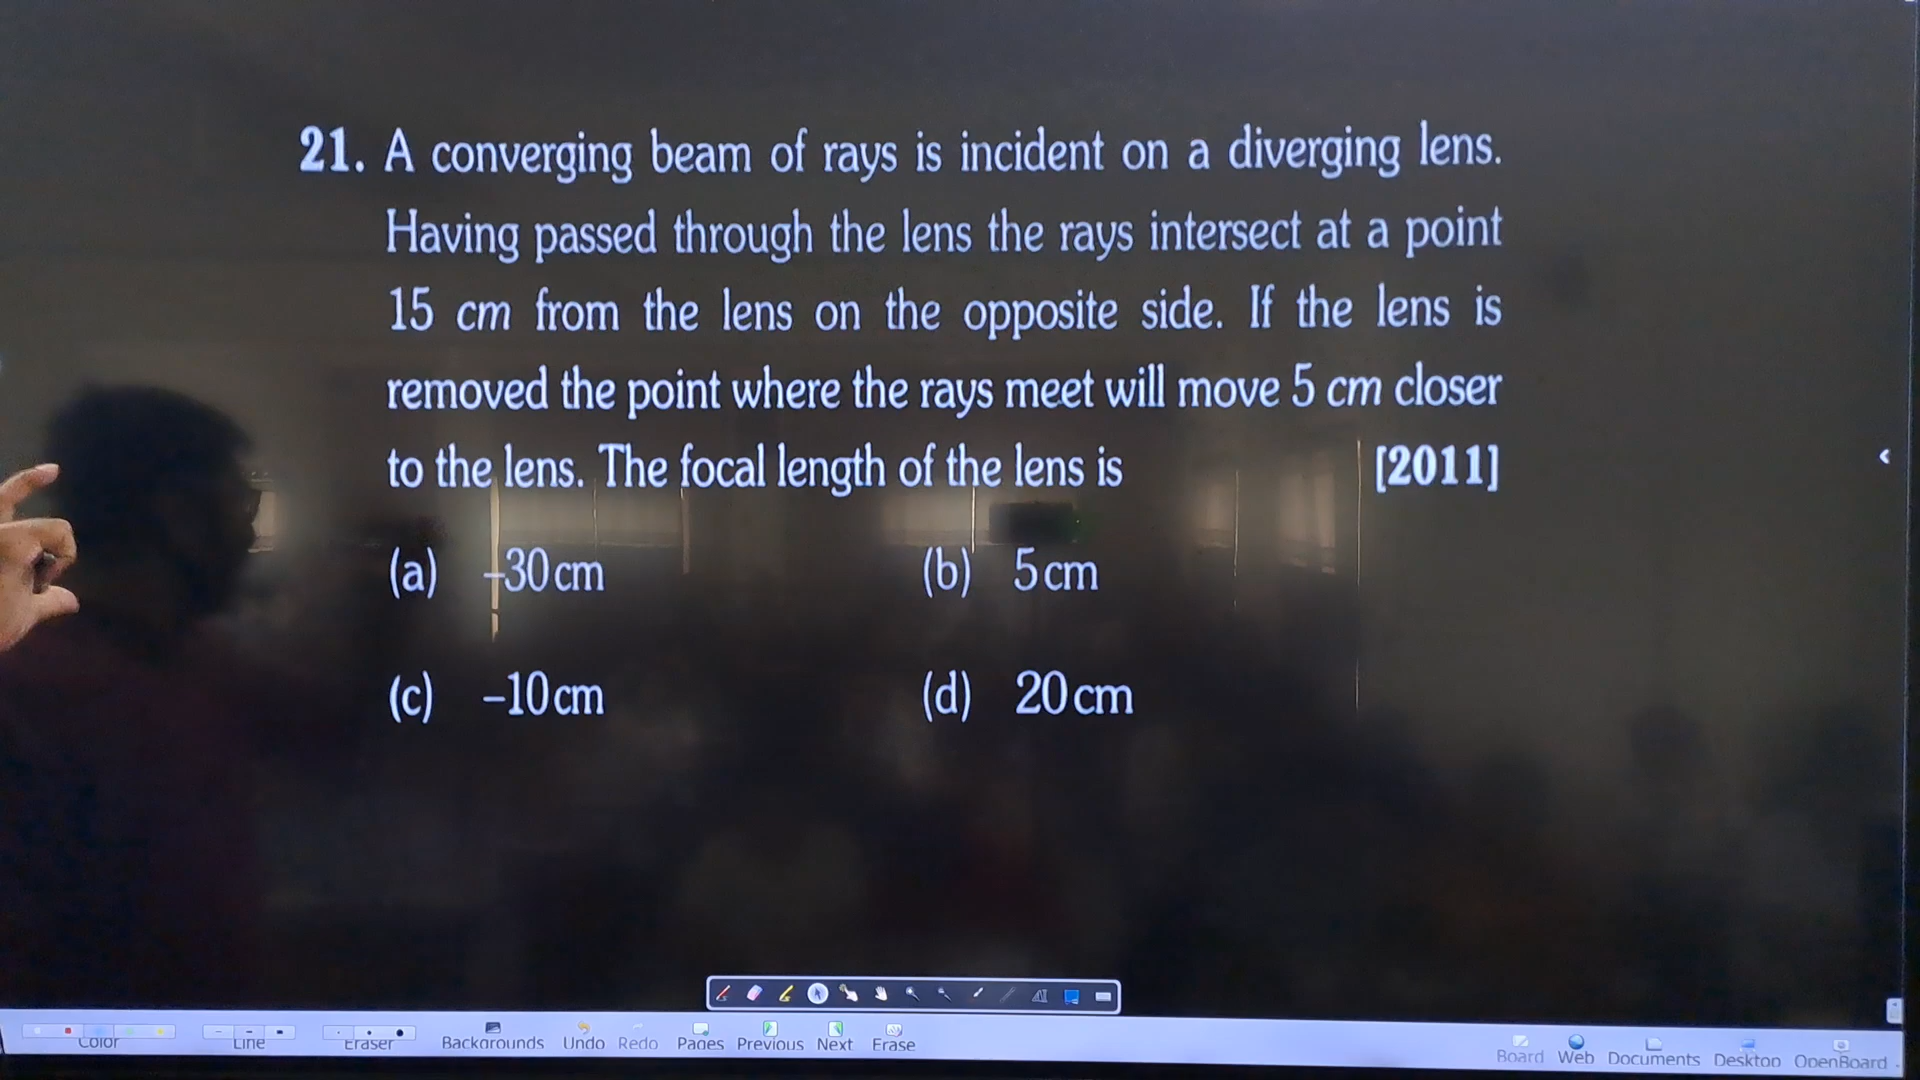 21. A converging beam of rays is incident on a diverging lens.
Having passed through the lens the rays intersect at a point
15 cm from the lens on the opposite side. If the lens is
removed the point where the rays meet will move 5 cm closer
to the lens. The focal length of the lens is [2011]
(a) –30cm (b) 5cm
(c) –10cm (d) 20cm
Color Line Eraser Backgrounds Undo Redo Pages Previous Next Erase Board Web Documents Desktop OpenBoard